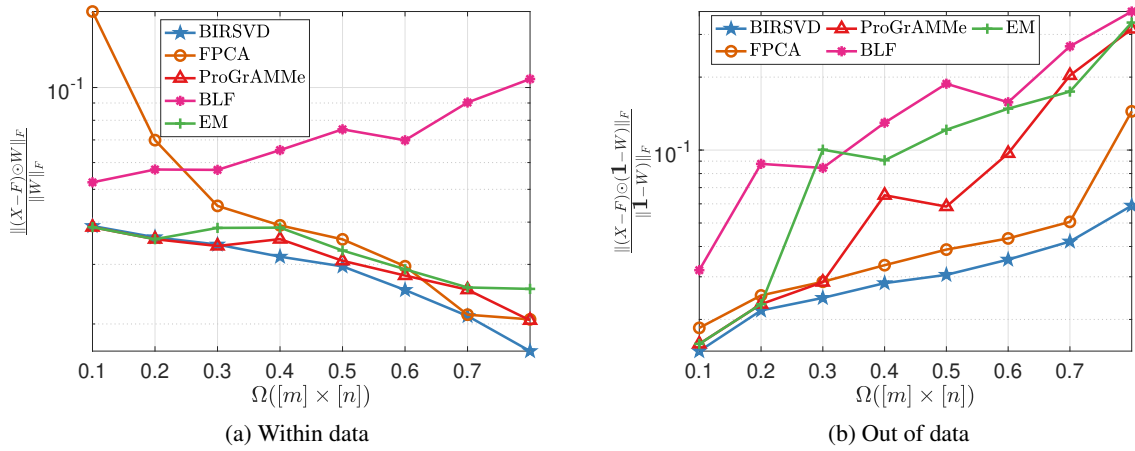 BIRSVD
FPCA
ProGrAMMe
BLF
EM
10⁻¹
‖(X−F)⊙W‖_F
‖W‖_F
0.1 0.2 0.3 0.4 0.5 0.6 0.7
Ω([m] × [n])
(a) Within data
BIRSVD ProGrAMMe EM
FPCA BLF
10⁻¹
‖(X−F)⊙(1−W)‖_F
‖1−W)‖_F
0.1 0.2 0.3 0.4 0.5 0.6 0.7
Ω([m] × [n])
(b) Out of data